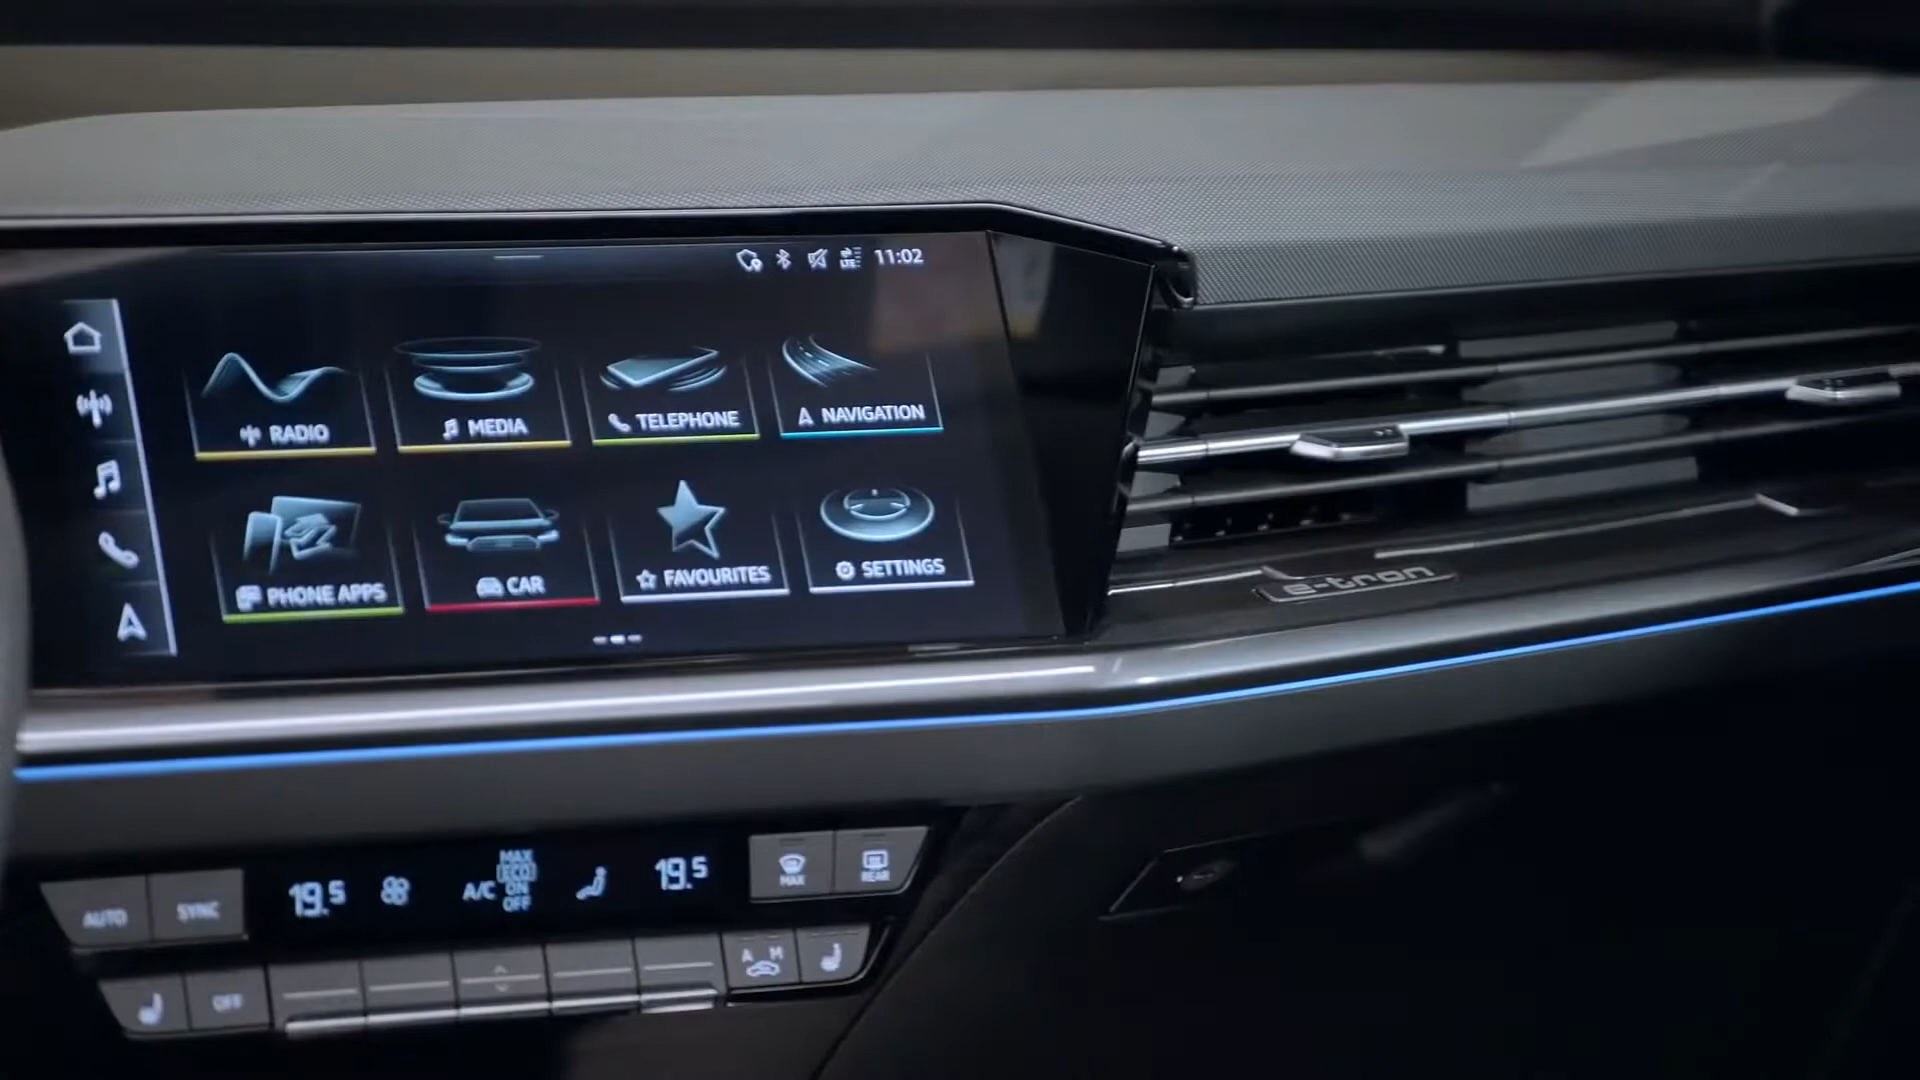 LTE 11:02
RADIO
MEDIA
TELEPHONE
NAVIGATION
PHONE APPS
CAR
FAVOURITES
SETTINGS
e-tron
AUTO
SYNC
19.5
A/C
MAX
ECO
ON
OFF
19.5
MAX
REAR
OFF
A M